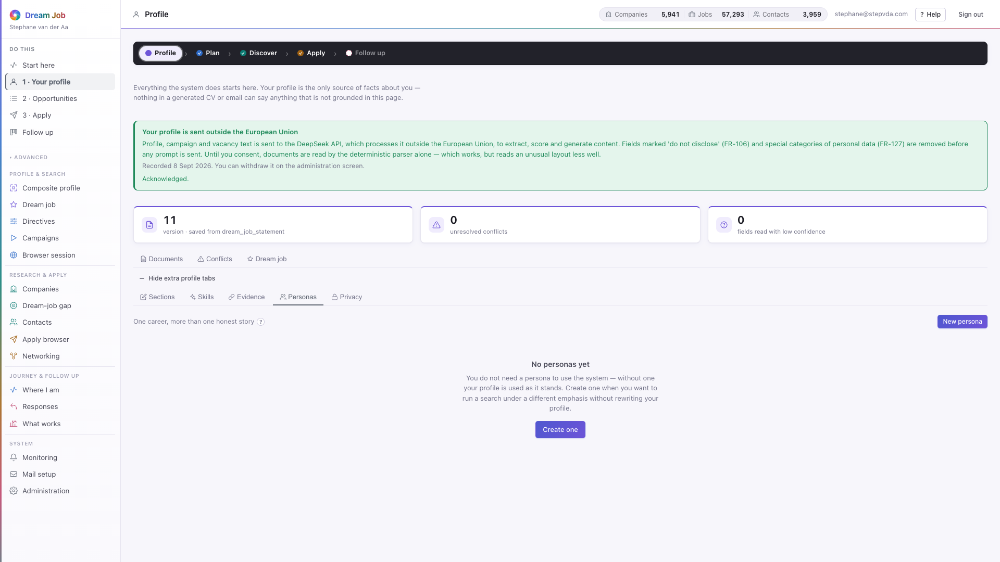 Dream Job
Stephane van der Aa
DO THIS
Start here
1 · Your profile
2 · Opportunities
3 · Apply
Follow up
ADVANCED
PROFILE & SEARCH
Composite profile
Dream job
Directives
Campaigns
Browser session
RESEARCH & APPLY
Companies
Dream-job gap
Contacts
Apply browser
Networking
JOURNEY & FOLLOW UP
Where I am
Responses
What works
SYSTEM
Monitoring
Mail setup
Administration
Profile
Companies 5,941 Jobs 57,293 Contacts 3,959
stephane@stepvda.com
? Help
Sign out
Profile › Plan › Discover › Apply › Follow up
Everything the system does starts here. Your profile is the only source of facts about you —
nothing in a generated CV or email can say anything that is not grounded in this page.
Your profile is sent outside the European Union
Profile, campaign and vacancy text is sent to the DeepSeek API, which processes it outside the European Union, to extract, score and generate content. Fields marked 'do not disclose' (FR-106) and special categories of personal data (FR-127) are removed before
any prompt is sent. Until you consent, documents are read by the deterministic parser alone — which works, but reads an unusual layout less well.
Recorded 8 Sept 2026. You can withdraw it on the administration screen.
Acknowledged.
11
version · saved from dream_job_statement
0
unresolved conflicts
0
fields read with low confidence
Documents Conflicts Dream job
— Hide extra profile tabs
Sections Skills Evidence Personas Privacy
One career, more than one honest story ?
New persona
No personas yet
You do not need a persona to use the system — without one
your profile is used as it stands. Create one when you want to
run a search under a different emphasis without rewriting your
profile.
Create one